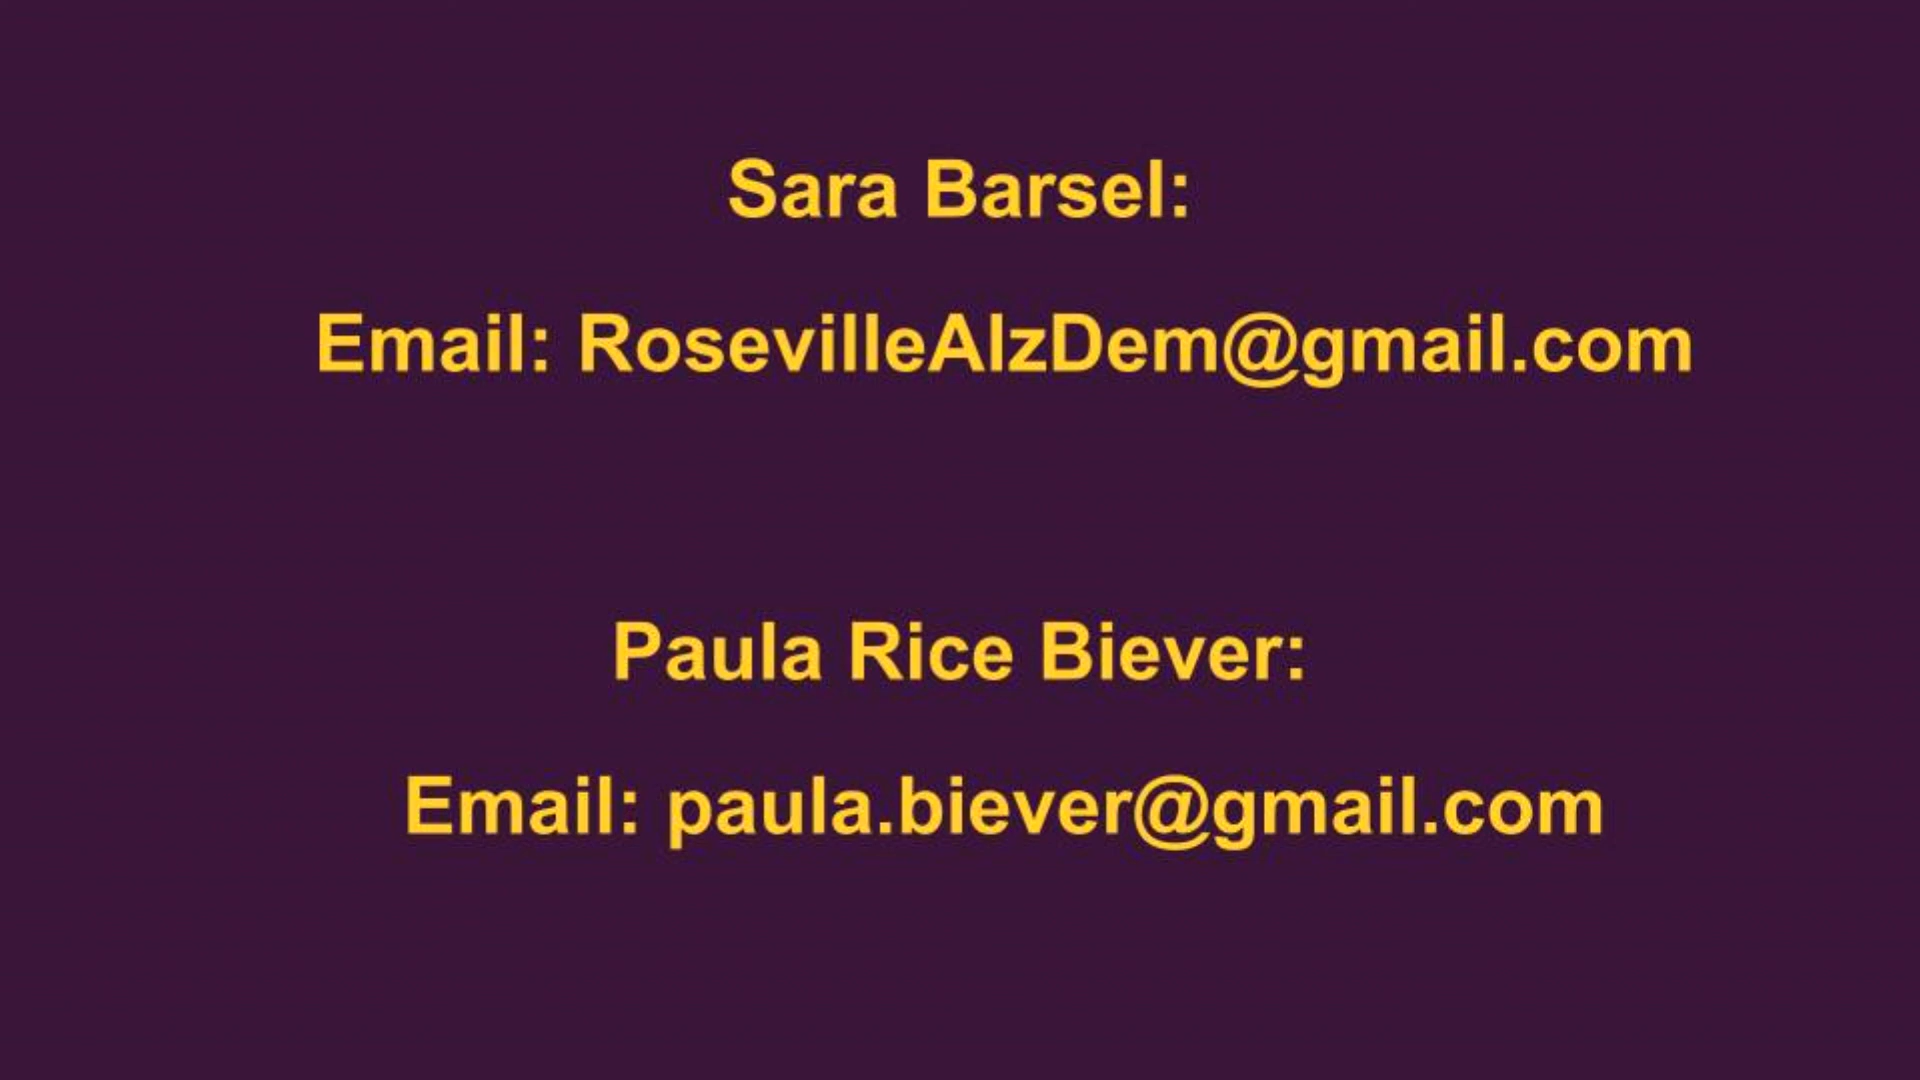 Sara Barsel:
Email: RosevilleAlzDem@gmail.com
Paula Rice Biever:
Email: paula.biever@gmail.com